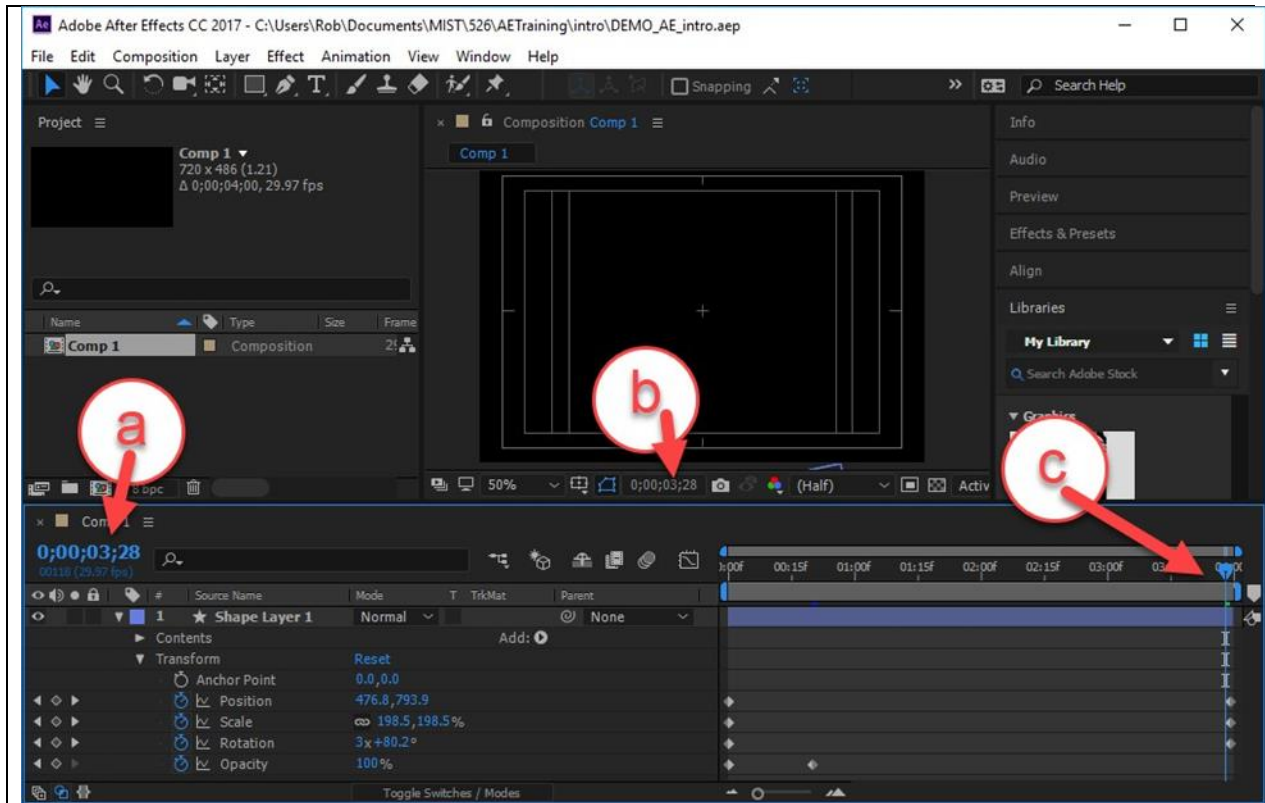 Ae Adobe After Effects CC 2017 - C:\Users\Rob\Documents\MIST\526\AETraining\intro\DEMO_AE_intro.aep
File Edit Composition Layer Effect Animation View Window Help
T Snapping Search Help
Project
Comp 1
720 x 486 (1.21)
Δ 0;00;04;00, 29.97 fps
Name Type Size Frame
Comp 1 Composition
Composition Comp 1
Comp 1
50% 0;00;03;28 (Half) Activ
Info
Audio
Preview
Effects & Presets
Align
Libraries
My Library
Search Adobe Stock
Graphics
a
b
c
bpc
Comp 1
0;00;03;28
00118 (29.97 fps)
00:15f 01:00f 01:15f 02:00f 02:15f 03:00f
# Source Name Mode T TrkMat Parent
1 Shape Layer 1 Normal None
Contents Add:
Transform Reset
Anchor Point 0.0,0.0
Position 476.8,793.9
Scale 198.5,198.5%
Rotation 3x+80.2°
Opacity 100%
Toggle Switches / Modes